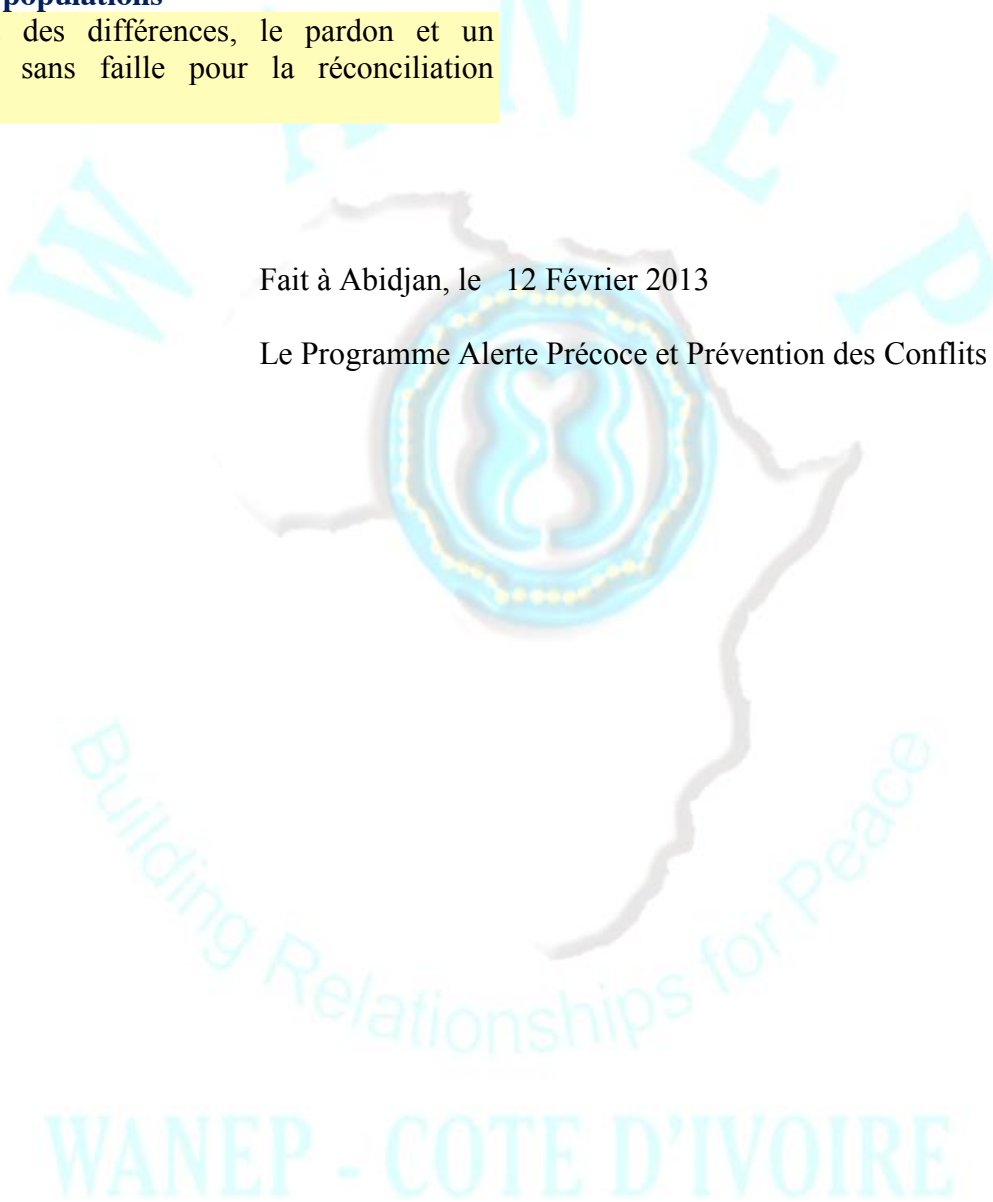 populations
des différences, le pardon et un
sans faille pour la réconciliation
Fait à Abidjan, le 12 Février 2013
Le Programme Alerte Précoce et Prévention des Conflits
WANEP
Building Relationships for Peace
WANEP - COTE D'IVOIRE